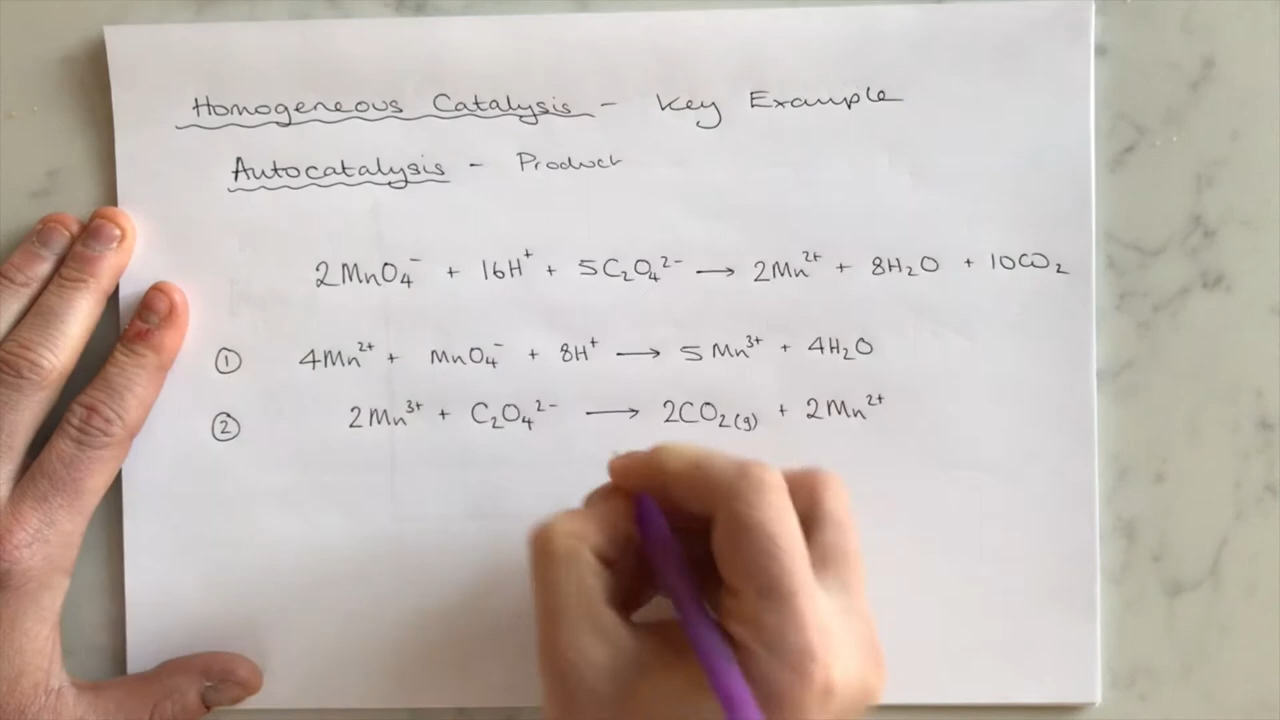 Homogeneous Catalysis - Key Example
Autocatalysis - Product
2MnO₄⁻ + 16H⁺ + 5C₂O₄²⁻ → 2Mn²⁺ + 8H₂O + 10CO₂
① 4Mn²⁺ + MnO₄⁻ + 8H⁺ → 5Mn³⁺ + 4H₂O
② 2Mn³⁺ + C₂O₄²⁻ → 2CO₂(g) + 2Mn²⁺